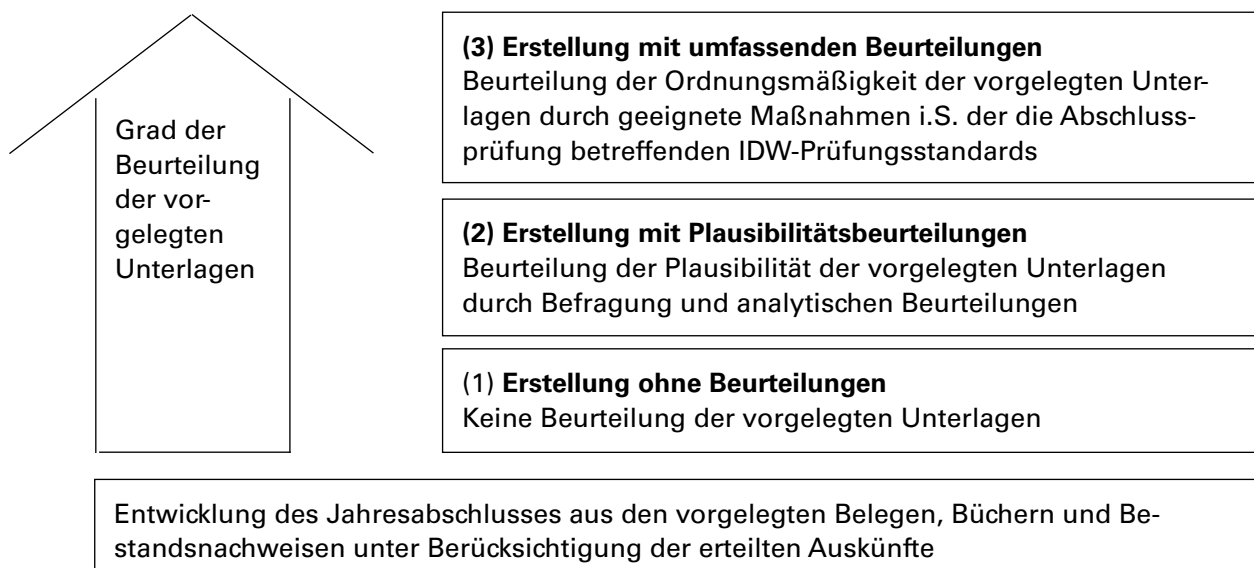 Grad der
Beurteilung
der vor-
gelegten
Unterlagen
(3) Erstellung mit umfassenden Beurteilungen
Beurteilung der Ordnungsmäßigkeit der vorgelegten Unter-
lagen durch geeignete Maßnahmen i.S. der die Abschluss-
prüfung betreffenden IDW-Prüfungsstandards
(2) Erstellung mit Plausibilitätsbeurteilungen
Beurteilung der Plausibilität der vorgelegten Unterlagen
durch Befragung und analytischen Beurteilungen
(1) Erstellung ohne Beurteilungen
Keine Beurteilung der vorgelegten Unterlagen
Entwicklung des Jahresabschlusses aus den vorgelegten Belegen, Büchern und Be-
standsnachweisen unter Berücksichtigung der erteilten Auskünfte